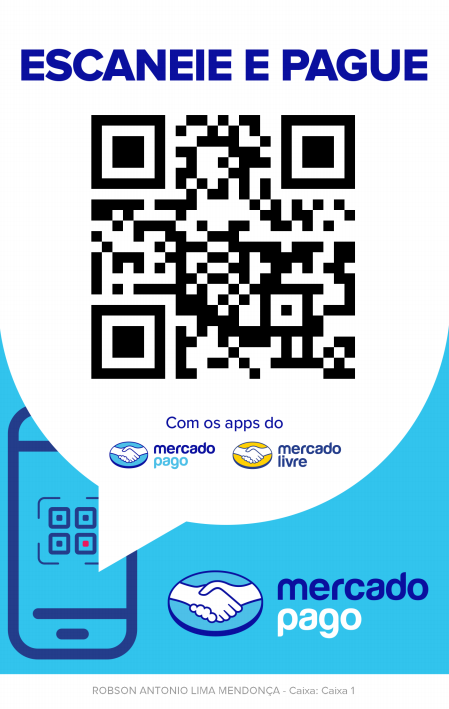 ESCANEIE E PAGUE
Com os apps do
mercado
pago
mercado
livre
mercado
pago
ROBSON ANTONIO LIMA MENDONÇA - Caixa: Caixa 1